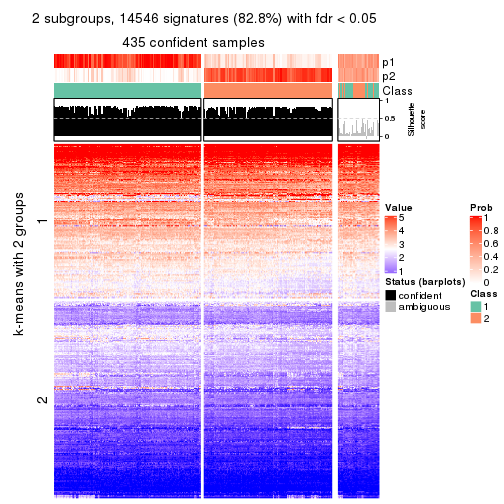 2 subgroups, 14546 signatures (82.8%) with fdr < 0.05
435 confident samples
p1
p2
Class
1
0.5
0
Silhouette
score
k-means with 2 groups
1
2
Value
5
4
3
2
1
Status (barplots)
confident
ambiguous
Prob
1
0.8
0.6
0.4
0.2
0
Class
1
2